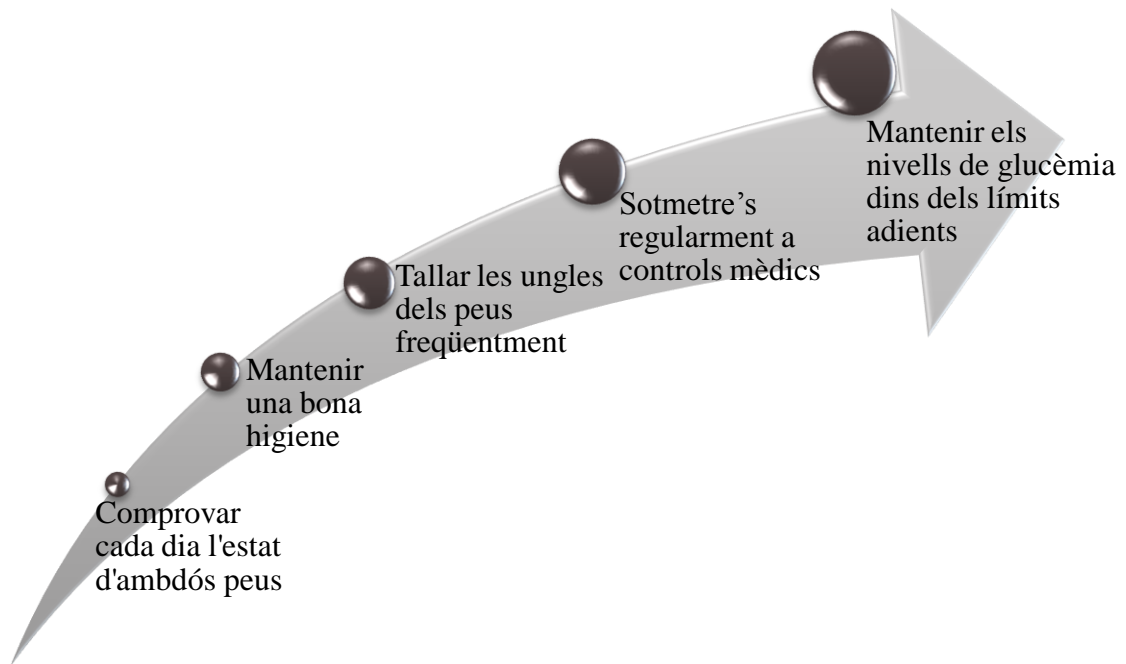 Comprovar
cada dia l'estat
d'ambdós peus
Mantenir
una bona
higiene
Tallar les ungles
dels peus
freqüentment
Sotmetre’s
regularment a
controls mèdics
Mantenir els
nivells de glucèmia
dins dels límits
adients